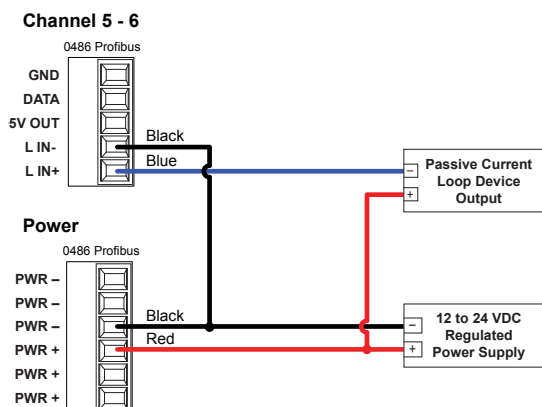 Channel 5 - 6
0486 Profibus
GND
DATA
5V OUT
L IN-
L IN+
Black
Blue
Passive Current
Loop Device
Output
−
+
Power
0486 Profibus
PWR –
PWR –
PWR –
PWR +
PWR +
PWR +
Black
Red
12 to 24 VDC
Regulated
Power Supply
−
+